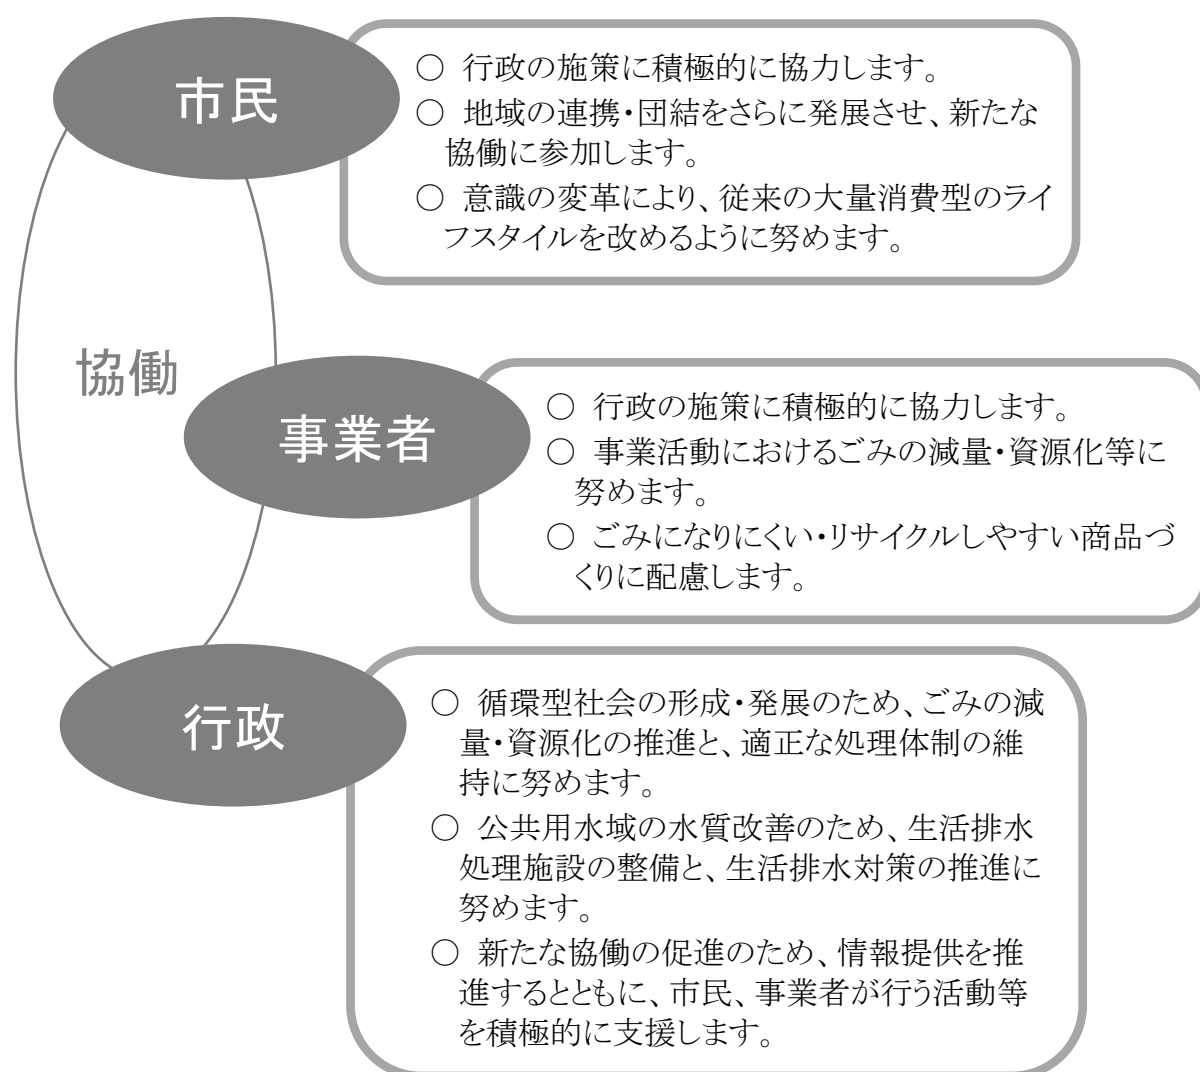 市民
○ 行政の施策に積極的に協力します。
○ 地域の連携・団結をさらに発展させ、新たな
協働に参加します。
○ 意識の変革により、従来の大量消費型のライ
フスタイルを改めるように努めます。
協働
事業者
○ 行政の施策に積極的に協力します。
○ 事業活動におけるごみの減量・資源化等に
努めます。
○ ごみになりにくい・リサイクルしやすい商品づ
くりに配慮します。
行政
○ 循環型社会の形成・発展のため、ごみの減
量・資源化の推進と、適正な処理体制の維
持に努めます。
○ 公共用水域の水質改善のため、生活排水
処理施設の整備と、生活排水対策の推進に
努めます。
○ 新たな協働の促進のため、情報提供を推
進するとともに、市民、事業者が行う活動等
を積極的に支援します。